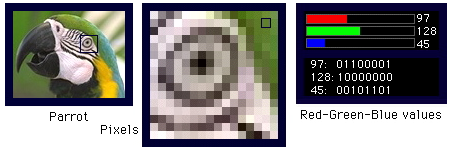 97
128
45
97: 01100001
128: 10000000
45: 00101101
Parrot
Pixels
Red-Green-Blue values